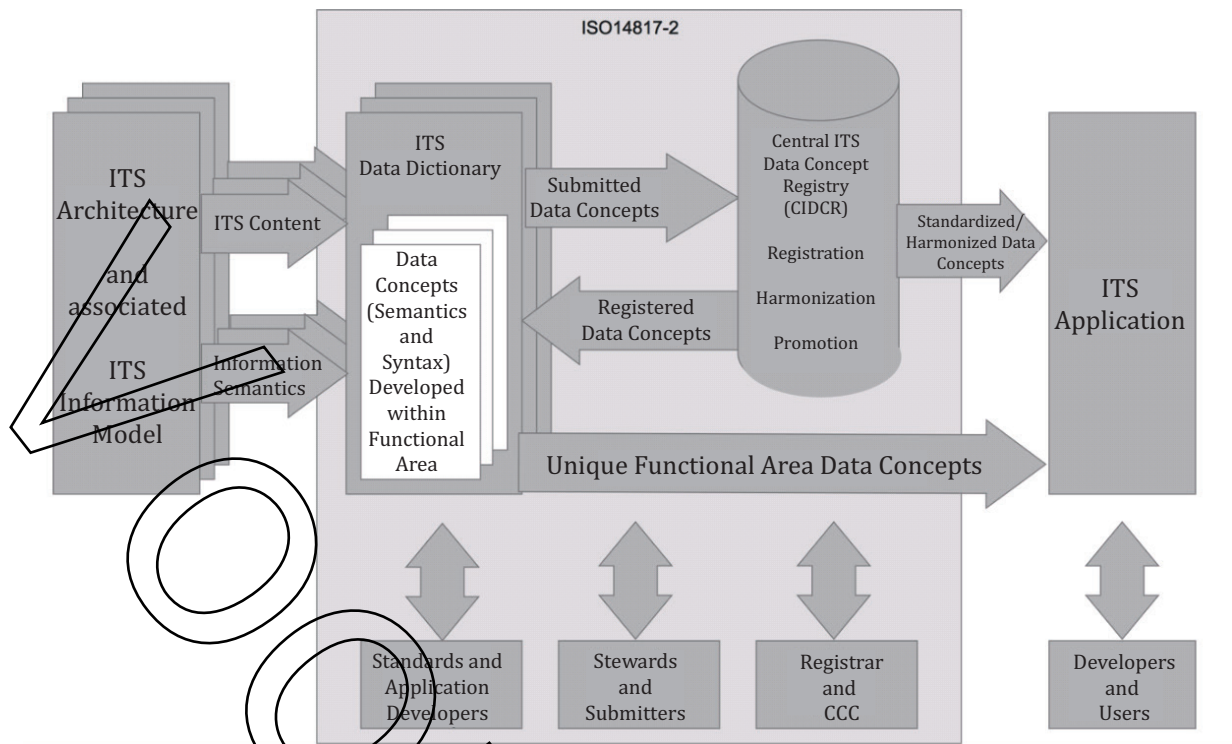 ISO14817-2
ITS
Architecture
and
associated
ITS
Information
Model
ITS Content
Information
Semantics
ITS
Data Dictionary
Data
Concepts
(Semantics
and
Syntax)
Developed
within
Functional
Area
Submitted
Data Concepts
Registered
Data Concepts
Central ITS
Data Concept
Registry
(CIDCR)
Registration
Harmonization
Promotion
Standardized/
Harmonized Data
Concepts
ITS
Application
Unique Functional Area Data Concepts
Standards and
Application
Developers
Stewards
and
Submitters
Registrar
and
CCC
Developers
and
Users